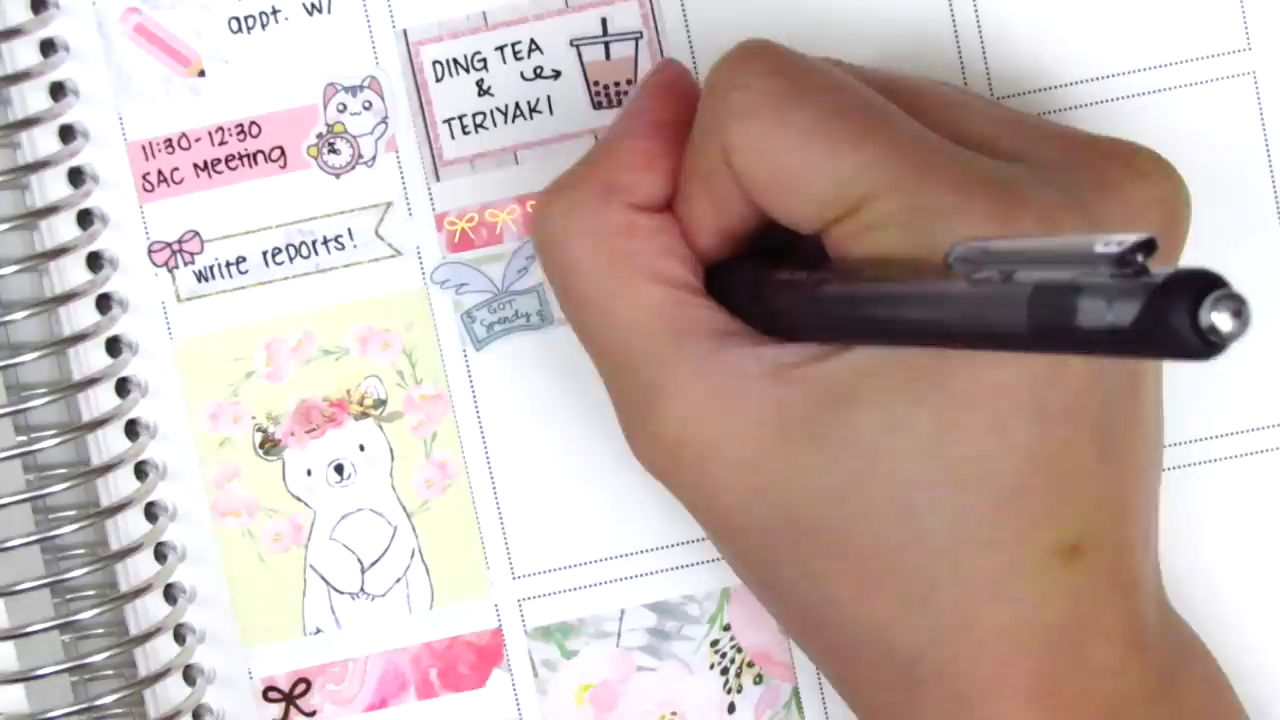 appt. w/
11:30-12:30
SAC Meeting
write reports!
DING TEA
&
TERIYAKI
$ GOT $
Spendy